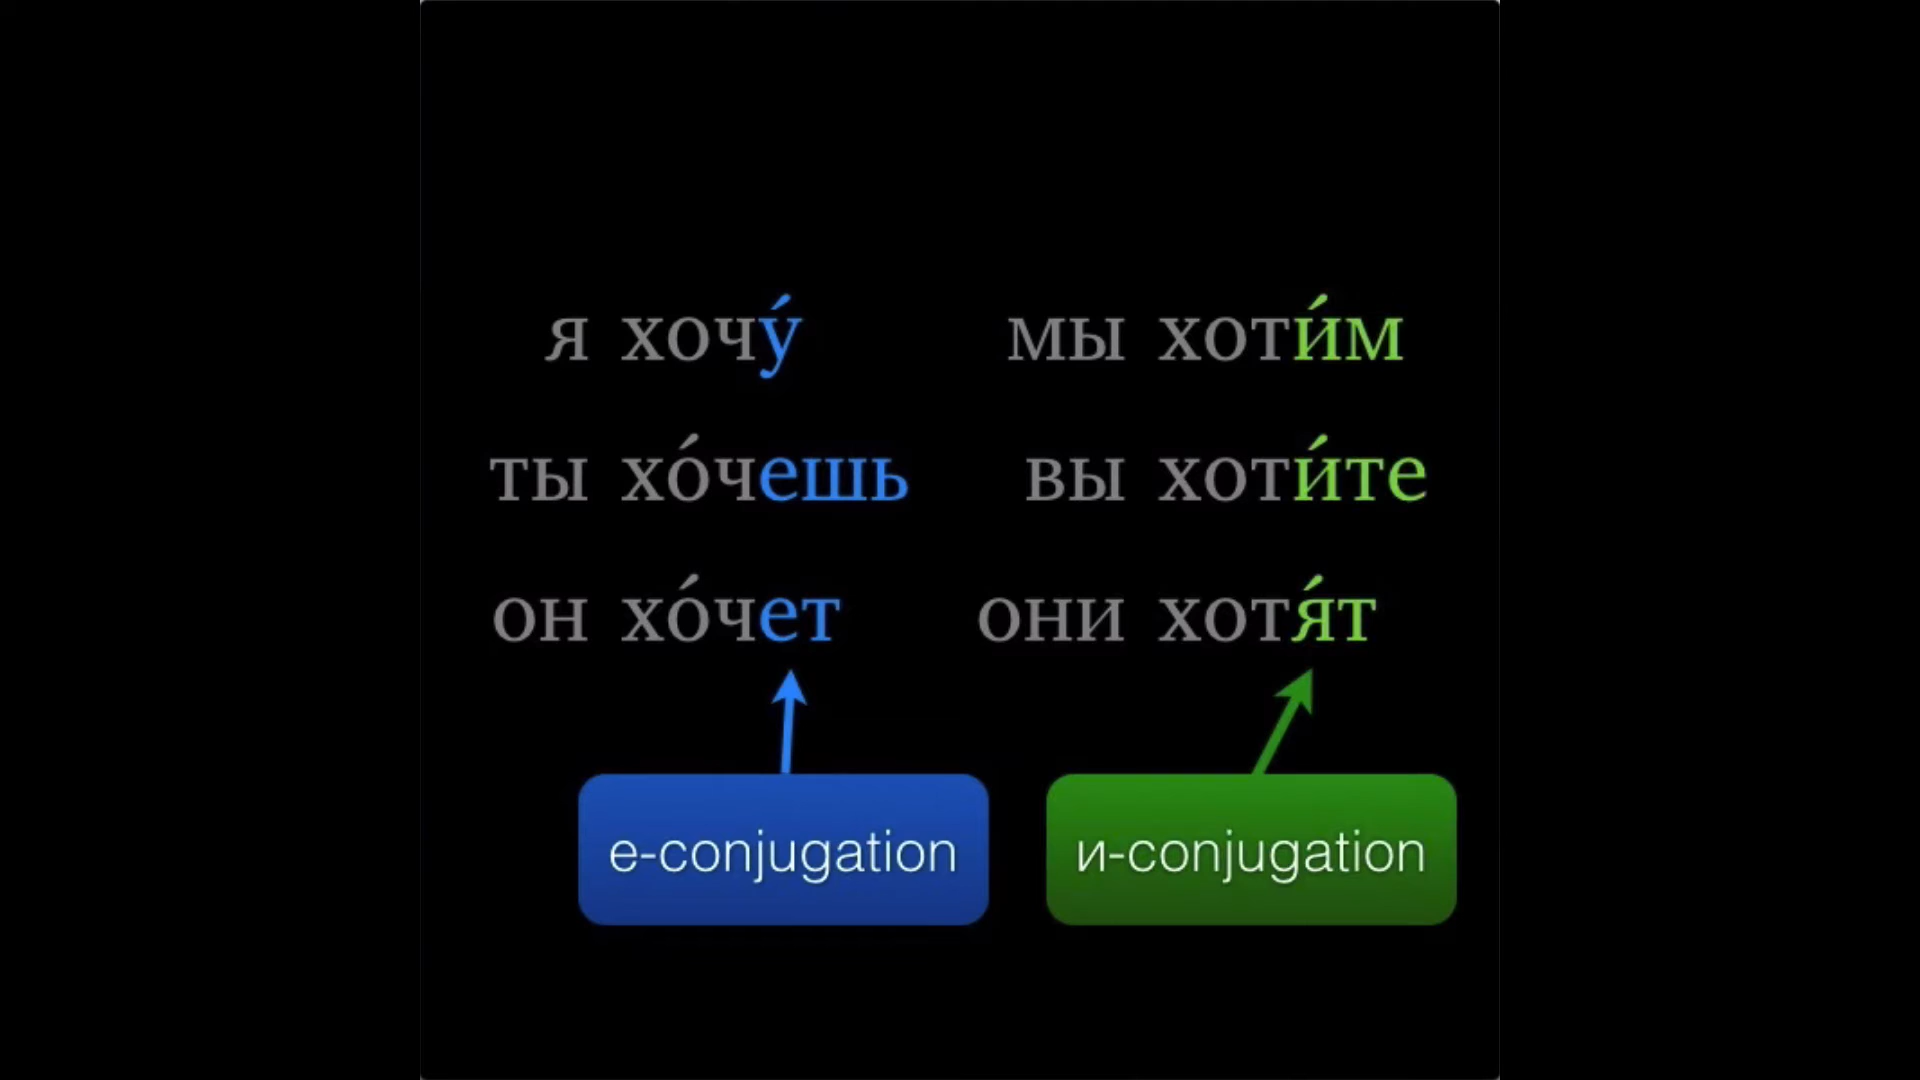 я хочу́
ты хо́чешь
он хо́чет
мы хоти́м
вы хоти́те
они хотя́т
е-conjugation
и-conjugation